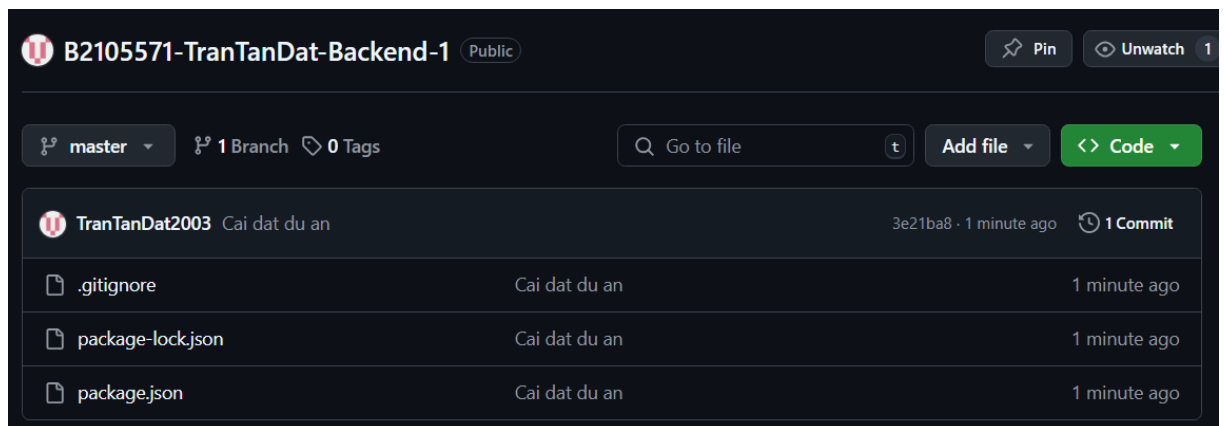 B2105571-TranTanDat-Backend-1 Public Pin Unwatch 1
master 1 Branch 0 Tags Go to file t Add file <> Code
TranTanDat2003 Cai dat du an 3e21ba8 · 1 minute ago 1 Commit
.gitignore Cai dat du an 1 minute ago
package-lock.json Cai dat du an 1 minute ago
package.json Cai dat du an 1 minute ago